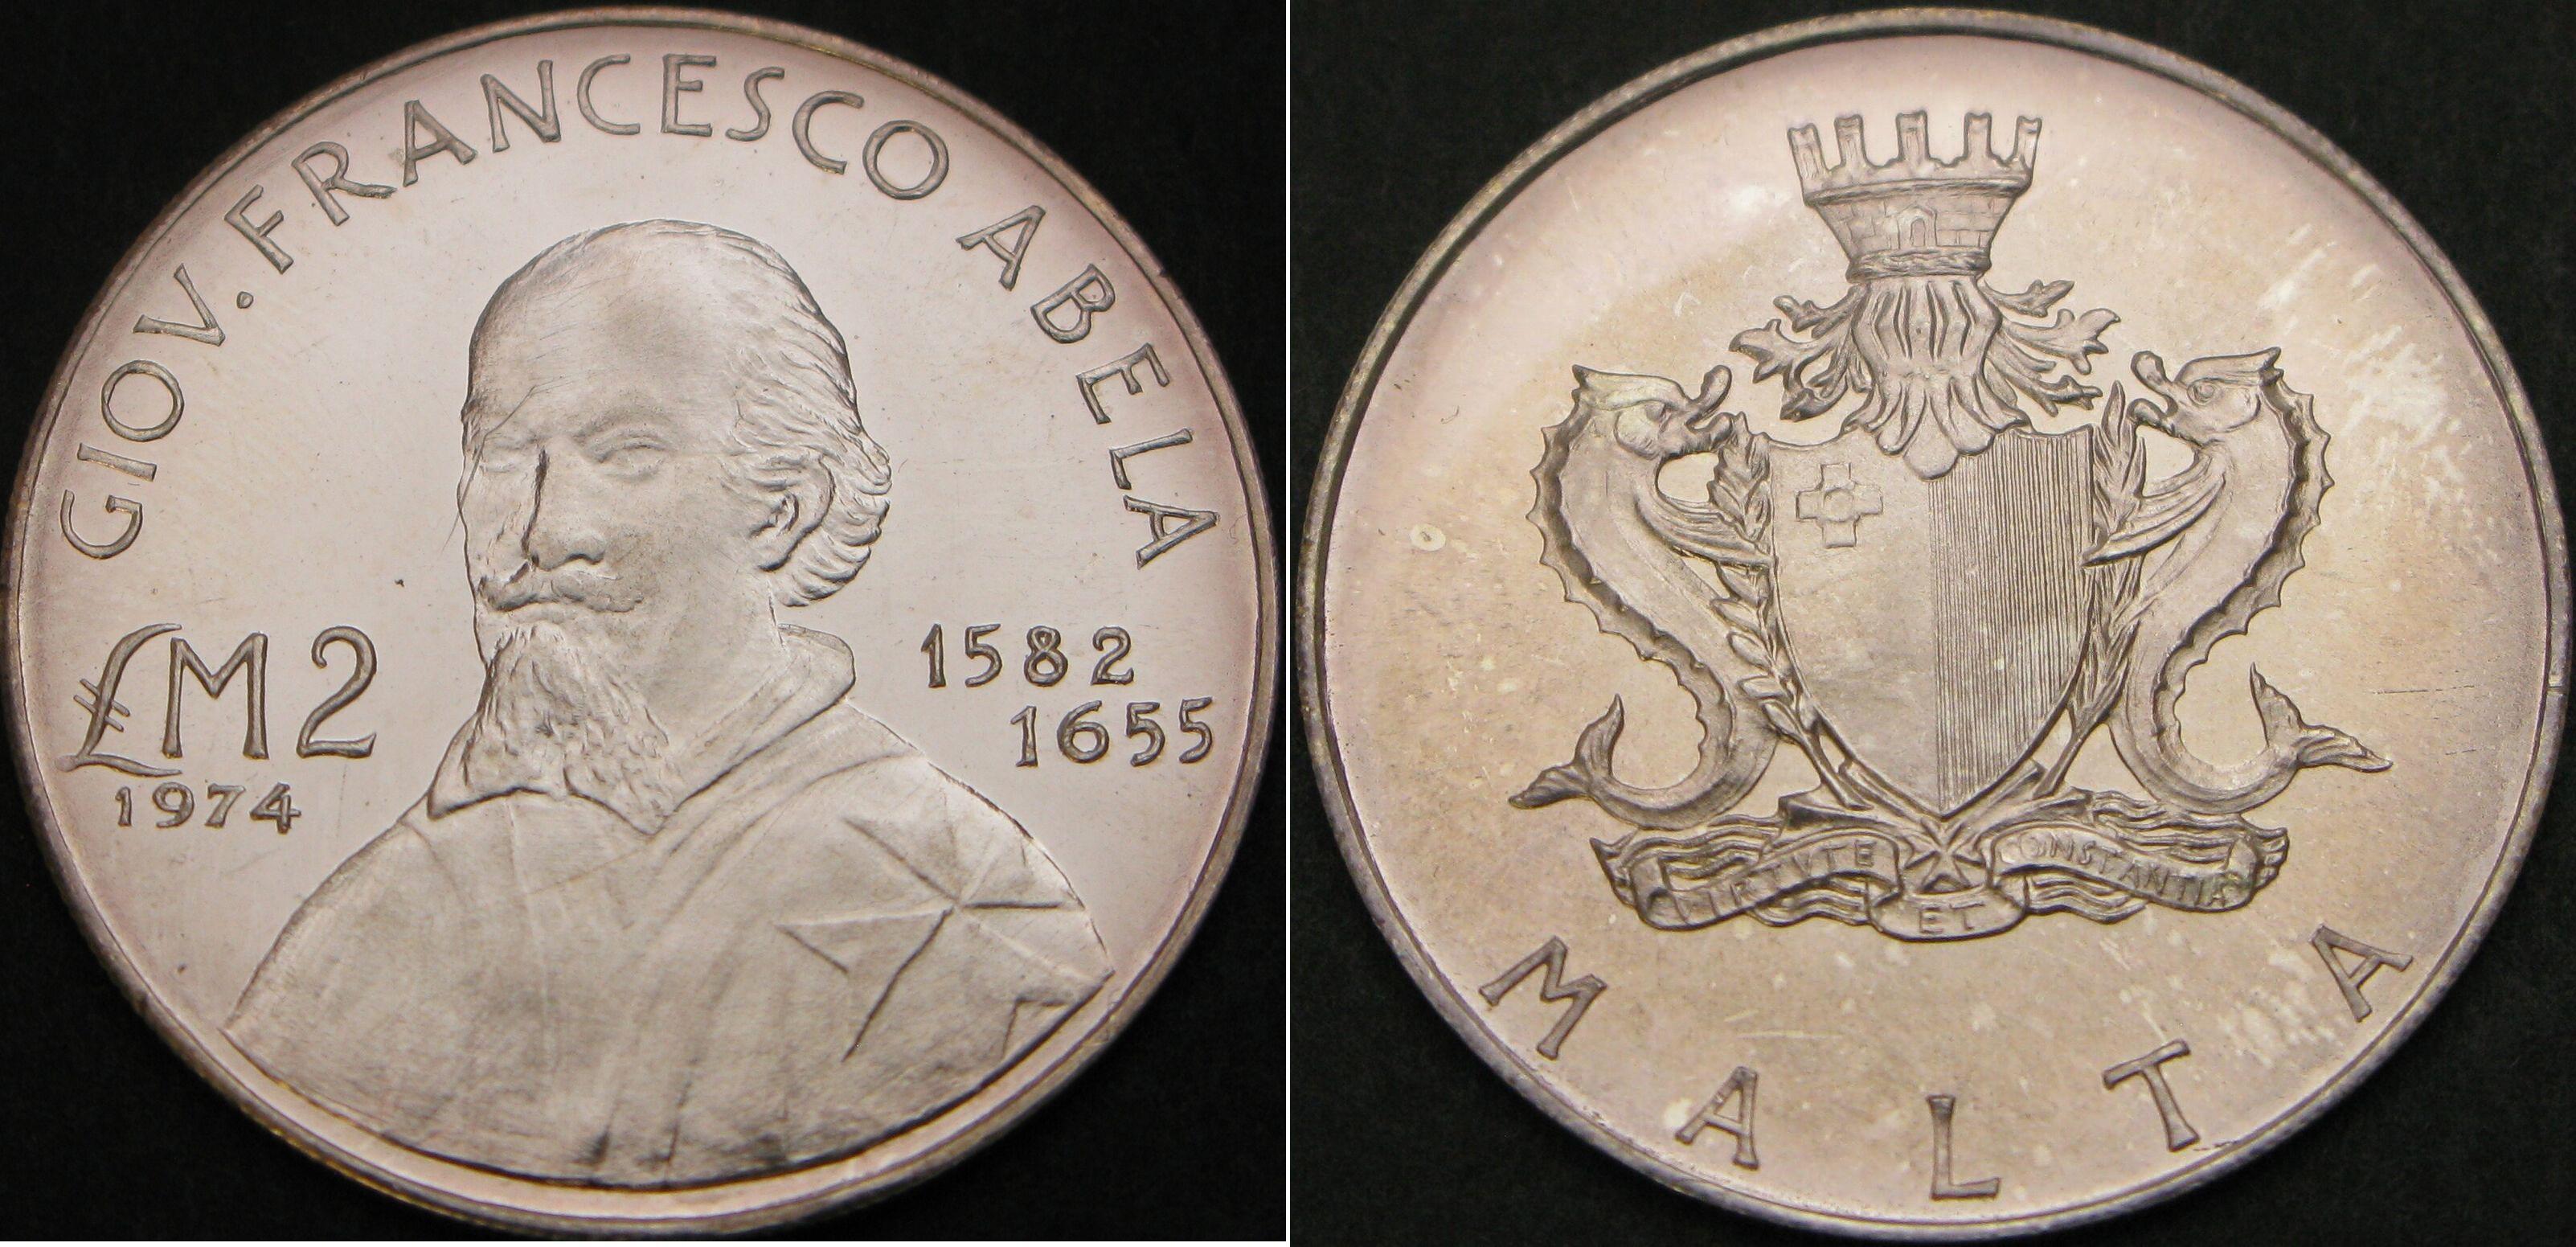 GIOV. FRANCESCO ABELA
£M2
1974
1582
1655
VIRTVTE ET CONSTANTIA
MALTA